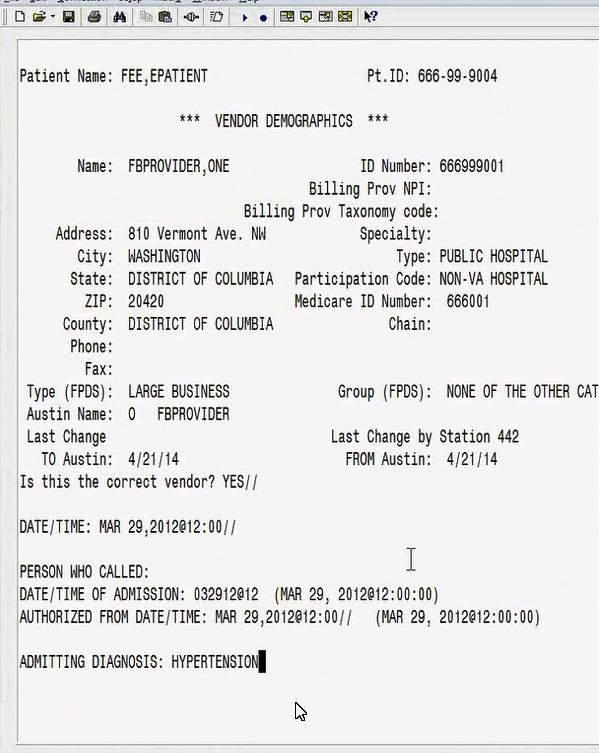 Patient Name: FEE,EPATIENT Pt.ID: 666-99-9004
*** VENDOR DEMOGRAPHICS ***
Name: FBPROVIDER,ONE ID Number: 666999001
Billing Prov NPI:
Billing Prov Taxonomy code:
Address: 810 Vermont Ave. NW Specialty:
City: WASHINGTON Type: PUBLIC HOSPITAL
State: DISTRICT OF COLUMBIA Participation Code: NON-VA HOSPITAL
ZIP: 20420 Medicare ID Number: 666001
County: DISTRICT OF COLUMBIA Chain:
Phone:
Fax:
Type (FPDS): LARGE BUSINESS Group (FPDS): NONE OF THE OTHER CAT
Austin Name: O FBPROVIDER
Last Change Last Change by Station 442
TO Austin: 4/21/14 FROM Austin: 4/21/14
Is this the correct vendor? YES//
DATE/TIME: MAR 29,2012@12:00//
PERSON WHO CALLED:
DATE/TIME OF ADMISSION: 032912@12 (MAR 29, 2012@12:00:00)
AUTHORIZED FROM DATE/TIME: MAR 29,2012@12:00// (MAR 29, 2012@12:00:00)
ADMITTING DIAGNOSIS: HYPERTENSION